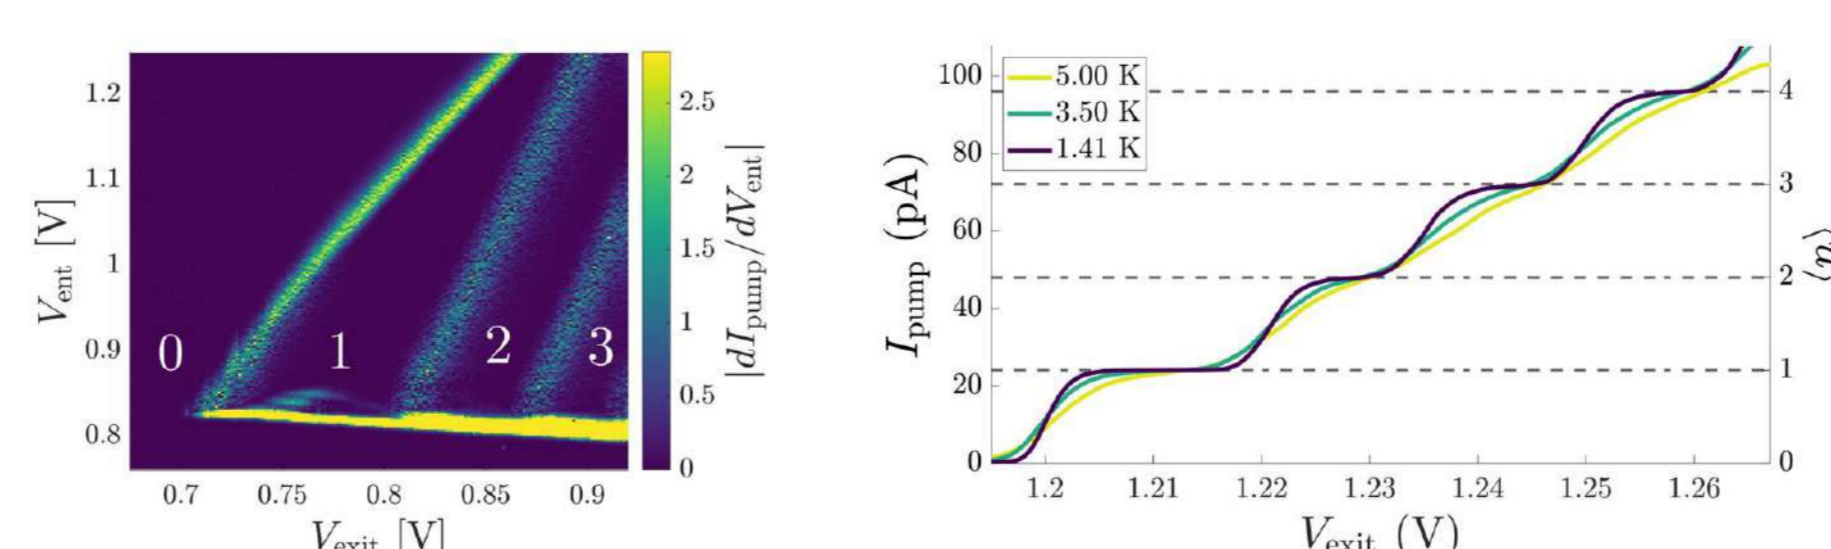 1.2
1.1
1
0.9
0.8
V_ent [V]
0 1 2 3
0.7 0.75 0.8 0.85 0.9
V_exit [V]
2.5
2
1.5
1
0.5
0
|dI_pump/dV_ent|
100
80
60
40
20
0
I_pump (pA)
5.00 K
3.50 K
1.41 K
4
3
2
1
0
1.2 1.21 1.22 1.23 1.24 1.25 1.26
V_exit (V)